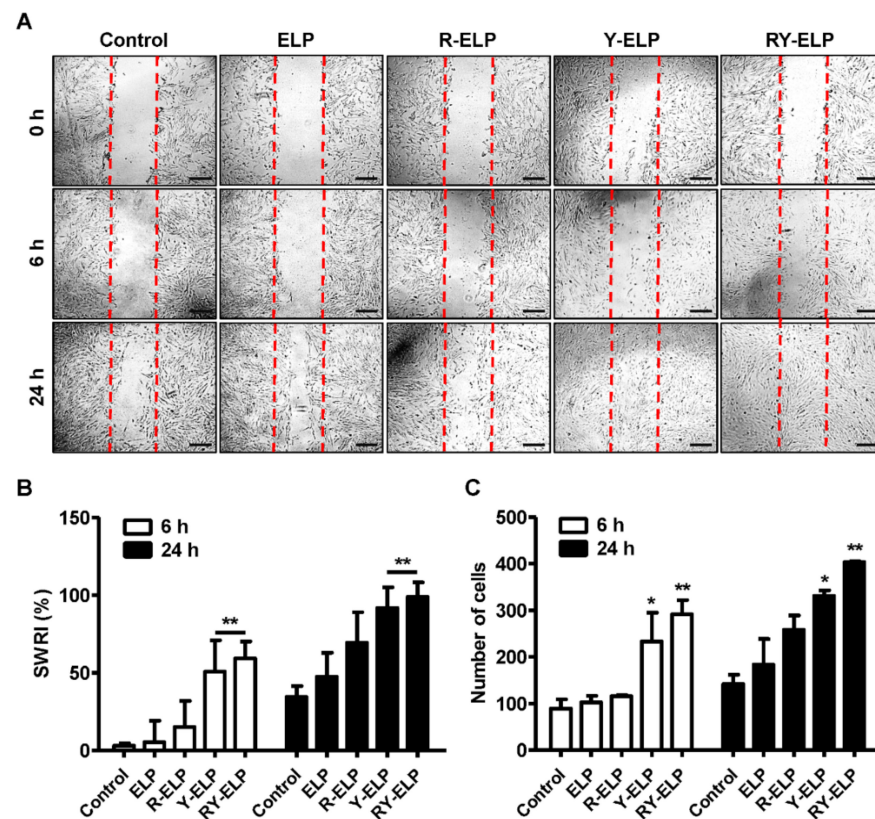 A
Control ELP R-ELP Y-ELP RY-ELP
0 h
6 h
24 h
B
150
100
50
0
SWRI (%)
6 h
24 h
**
**
Control ELP R-ELP Y-ELP RY-ELP Control ELP R-ELP Y-ELP RY-ELP
C
500
400
300
200
100
0
Number of cells
6 h
24 h
* ** * **
Control ELP R-ELP Y-ELP RY-ELP Control ELP R-ELP Y-ELP RY-ELP